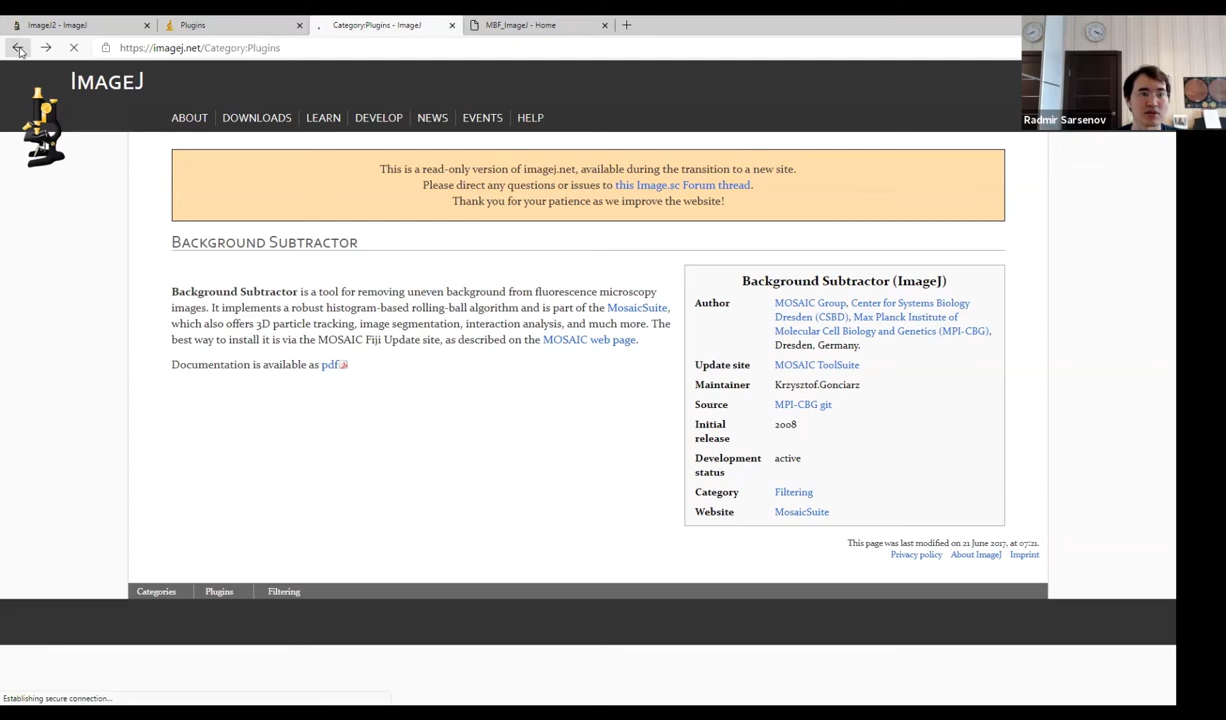 ImageJ2 - ImageJ
Plugins
Category:Plugins - ImageJ
MBF_ImageJ - Home
https://imagej.net/Category:Plugins
IMAGEJ
ABOUT
DOWNLOADS
LEARN
DEVELOP
NEWS
EVENTS
HELP
Radmir Sarsenov
This is a read-only version of imagej.net, available during the transition to a new site.
Please direct any questions or issues to this Image.sc Forum thread.
Thank you for your patience as we improve the website!
BACKGROUND SUBTRACTOR
Background Subtractor is a tool for removing uneven background from fluorescence microscopy
images. It implements a robust histogram-based rolling-ball algorithm and is part of the MosaicSuite,
which also offers 3D particle tracking, image segmentation, interaction analysis, and much more. The
best way to install it is via the MOSAIC Fiji Update site, as described on the MOSAIC web page.
Documentation is available as pdf
Background Subtractor (ImageJ)
Author MOSAIC Group, Center for Systems Biology
Dresden (CSBD), Max Planck Institute of
Molecular Cell Biology and Genetics (MPI-CBG),
Dresden, Germany.
Update site MOSAIC ToolSuite
Maintainer Krzysztof.Gonciarz
Source MPI-CBG git
Initial 2008
release
Development active
status
Category Filtering
Website MosaicSuite
This page was last modified on 21 June 2017, at 07:21.
Privacy policy About ImageJ Imprint
Categories Plugins Filtering
Establishing secure connection...